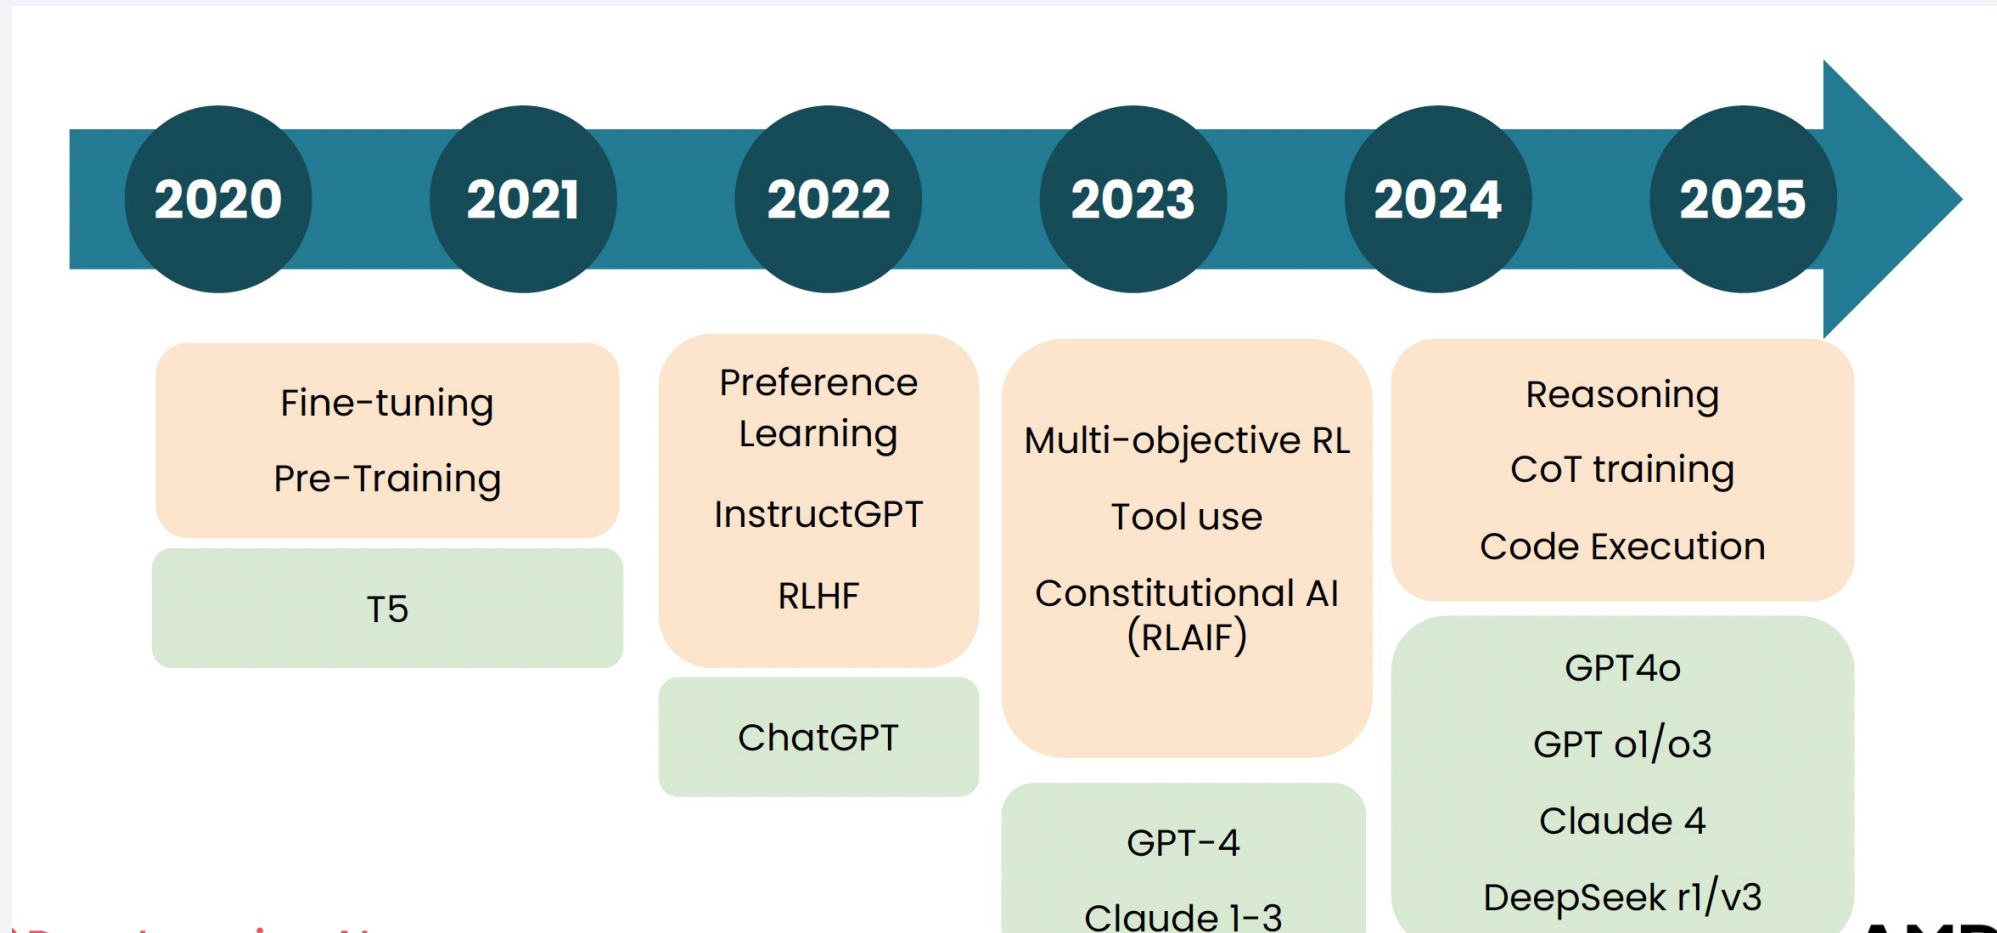 2020
2021
2022
2023
2024
2025
Fine-tuning
Pre-Training
T5
Preference
Learning
InstructGPT
RLHF
ChatGPT
Multi-objective RL
Tool use
Constitutional AI
(RLAIF)
GPT-4
Claude 1-3
Reasoning
CoT training
Code Execution
GPT4o
GPT o1/o3
Claude 4
DeepSeek r1/v3